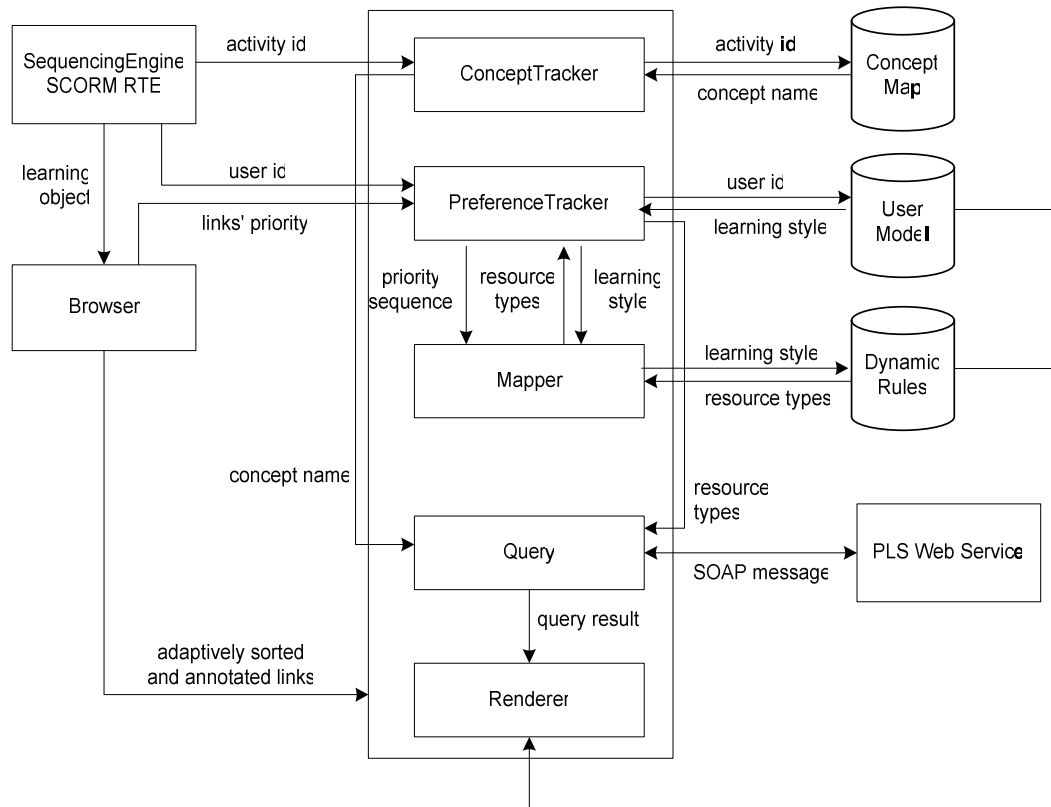 SequencingEngine
SCORM RTE
activity id
ConceptTracker
activity id
concept name
Concept
Map
learning
object
user id
links' priority
PreferenceTracker
user id
learning style
User
Model
Browser
priority
sequence
resource
types
learning
style
Mapper
learning style
resource types
Dynamic
Rules
concept name
resource
types
Query
SOAP message
PLS Web Service
query result
adaptively sorted
and annotated links
Renderer